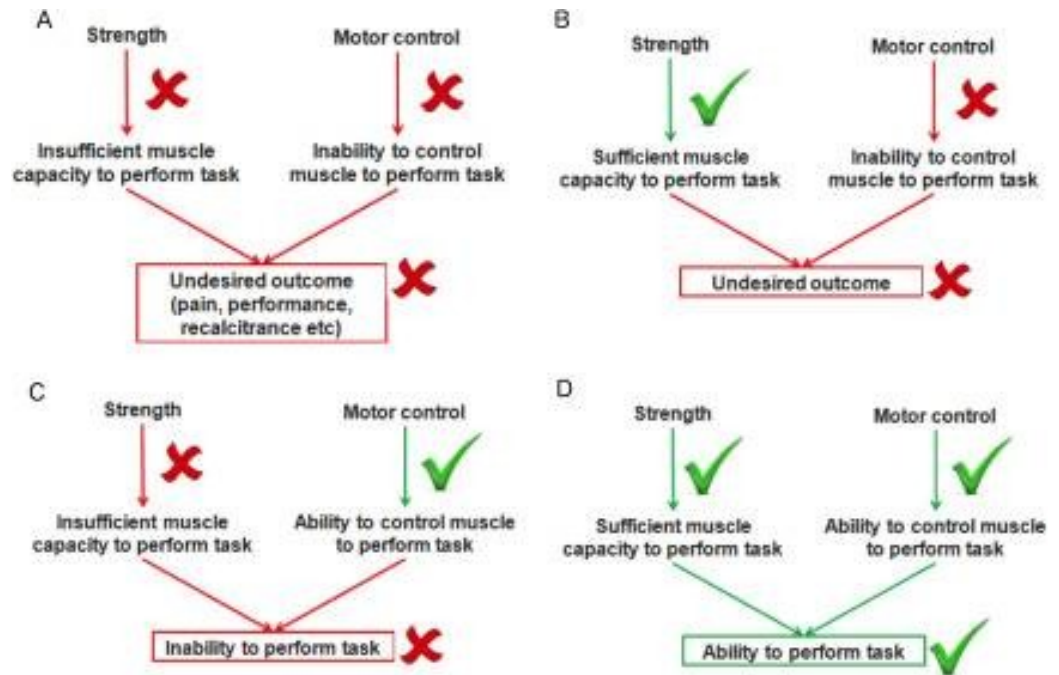 A
Strength
Motor control
Insufficient muscle
capacity to perform task
Inability to control
muscle to perform task
Undesired outcome
(pain, performance,
recalcitrance etc)
B
Strength
Motor control
Sufficient muscle
capacity to perform task
Inability to control
muscle to perform task
Undesired outcome
C
Strength
Motor control
Insufficient muscle
capacity to perform task
Ability to control muscle
to perform task
Inability to perform task
D
Strength
Motor control
Sufficient muscle
capacity to perform task
Ability to control muscle
to perform task
Ability to perform task